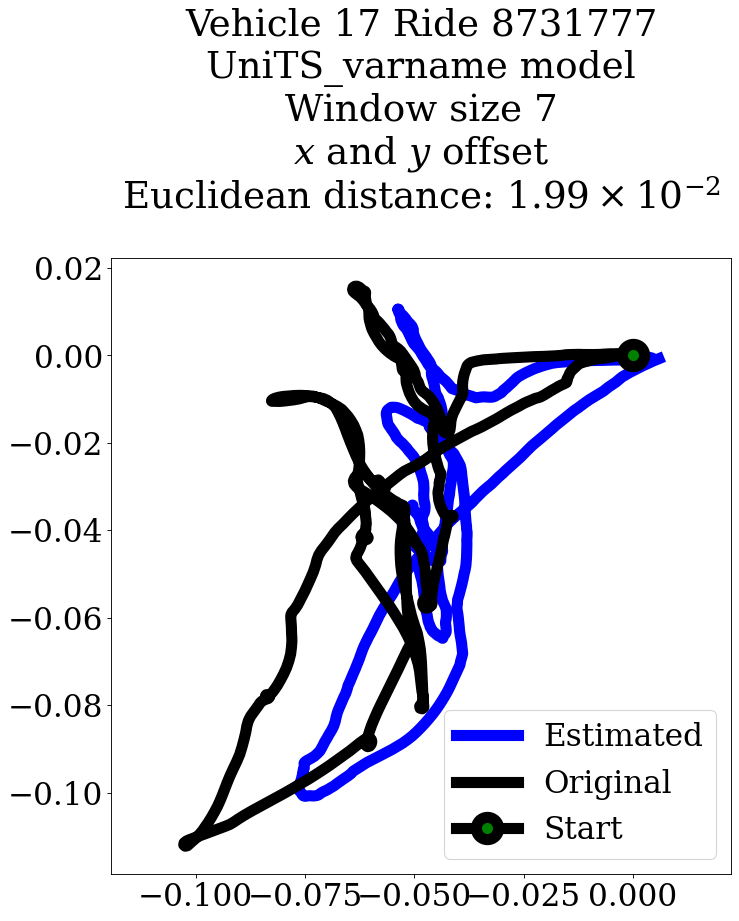 Vehicle 17 Ride 8731777
UniTS_varname model
Window size 7
x and y offset
Euclidean distance: 1.99 × 10⁻²
0.02
0.00
−0.02
−0.04
−0.06
−0.08
−0.10
Estimated
Original
Start
−0.100 −0.075 −0.050 −0.025 0.000